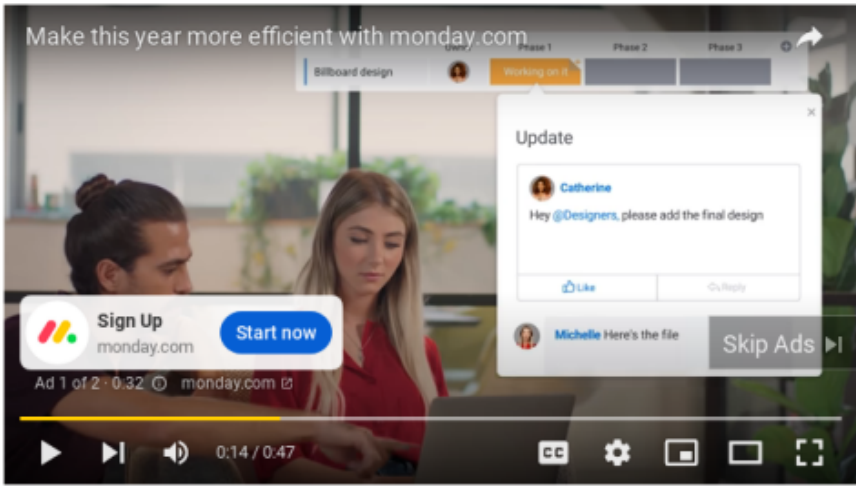 Make this year more efficient with monday.com
Owner Phase 1 Phase 2 Phase 3
Billboard design Working on it
Update
Catherine
Hey @Designers, please add the final design
Like Reply
Michelle Here's the file
Sign Up
monday.com
Start now
Skip Ads
Ad 1 of 2 · 0:32 monday.com
0:14 / 0:47
CC